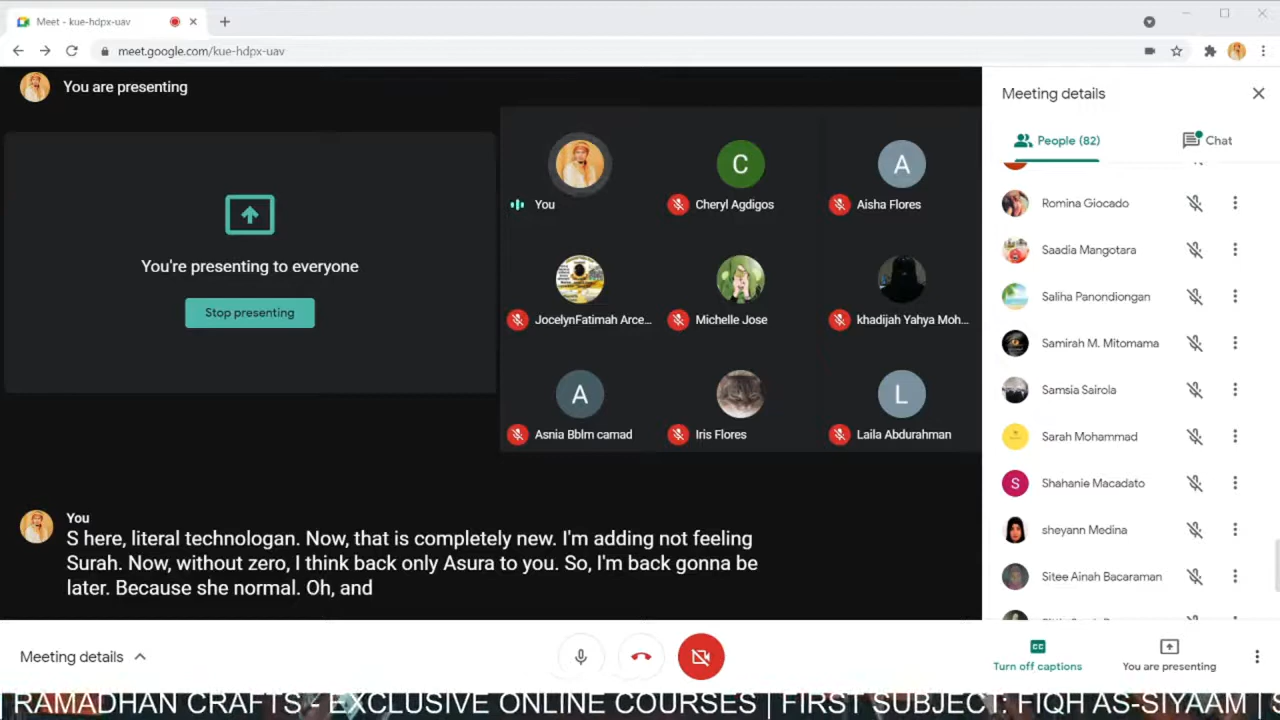 Meet - kue-hdpx-uav
meet.google.com/kue-hdpx-uav
You are presenting
You're presenting to everyone
Stop presenting
You
C
Cheryl Agdigos
A
Aisha Flores
JocelynFatimah Arce...
Michelle Jose
khadijah Yahya Moh...
A
Asnia Bblm camad
Iris Flores
L
Laila Abdurahman
You
S here, literal technologan. Now, that is completely new. I'm adding not feeling
Surah. Now, without zero, I think back only Asura to you. So, I'm back gonna be
later. Because she normal. Oh, and
Meeting details
People (82)
Chat
Romina Giocado
Saadia Mangotara
Saliha Panondiongan
Samirah M. Mitomama
Samsia Sairola
Sarah Mohammad
S
Shahanie Macadato
sheyann Medina
Sitee Ainah Bacaraman
Meeting details
CC
Turn off captions
You are presenting
| RAMADHAN CRAFTS - EXCLUSIVE ONLINE COURSES | FIRST SUBJECT: FIQH AS-SIYAAM | S